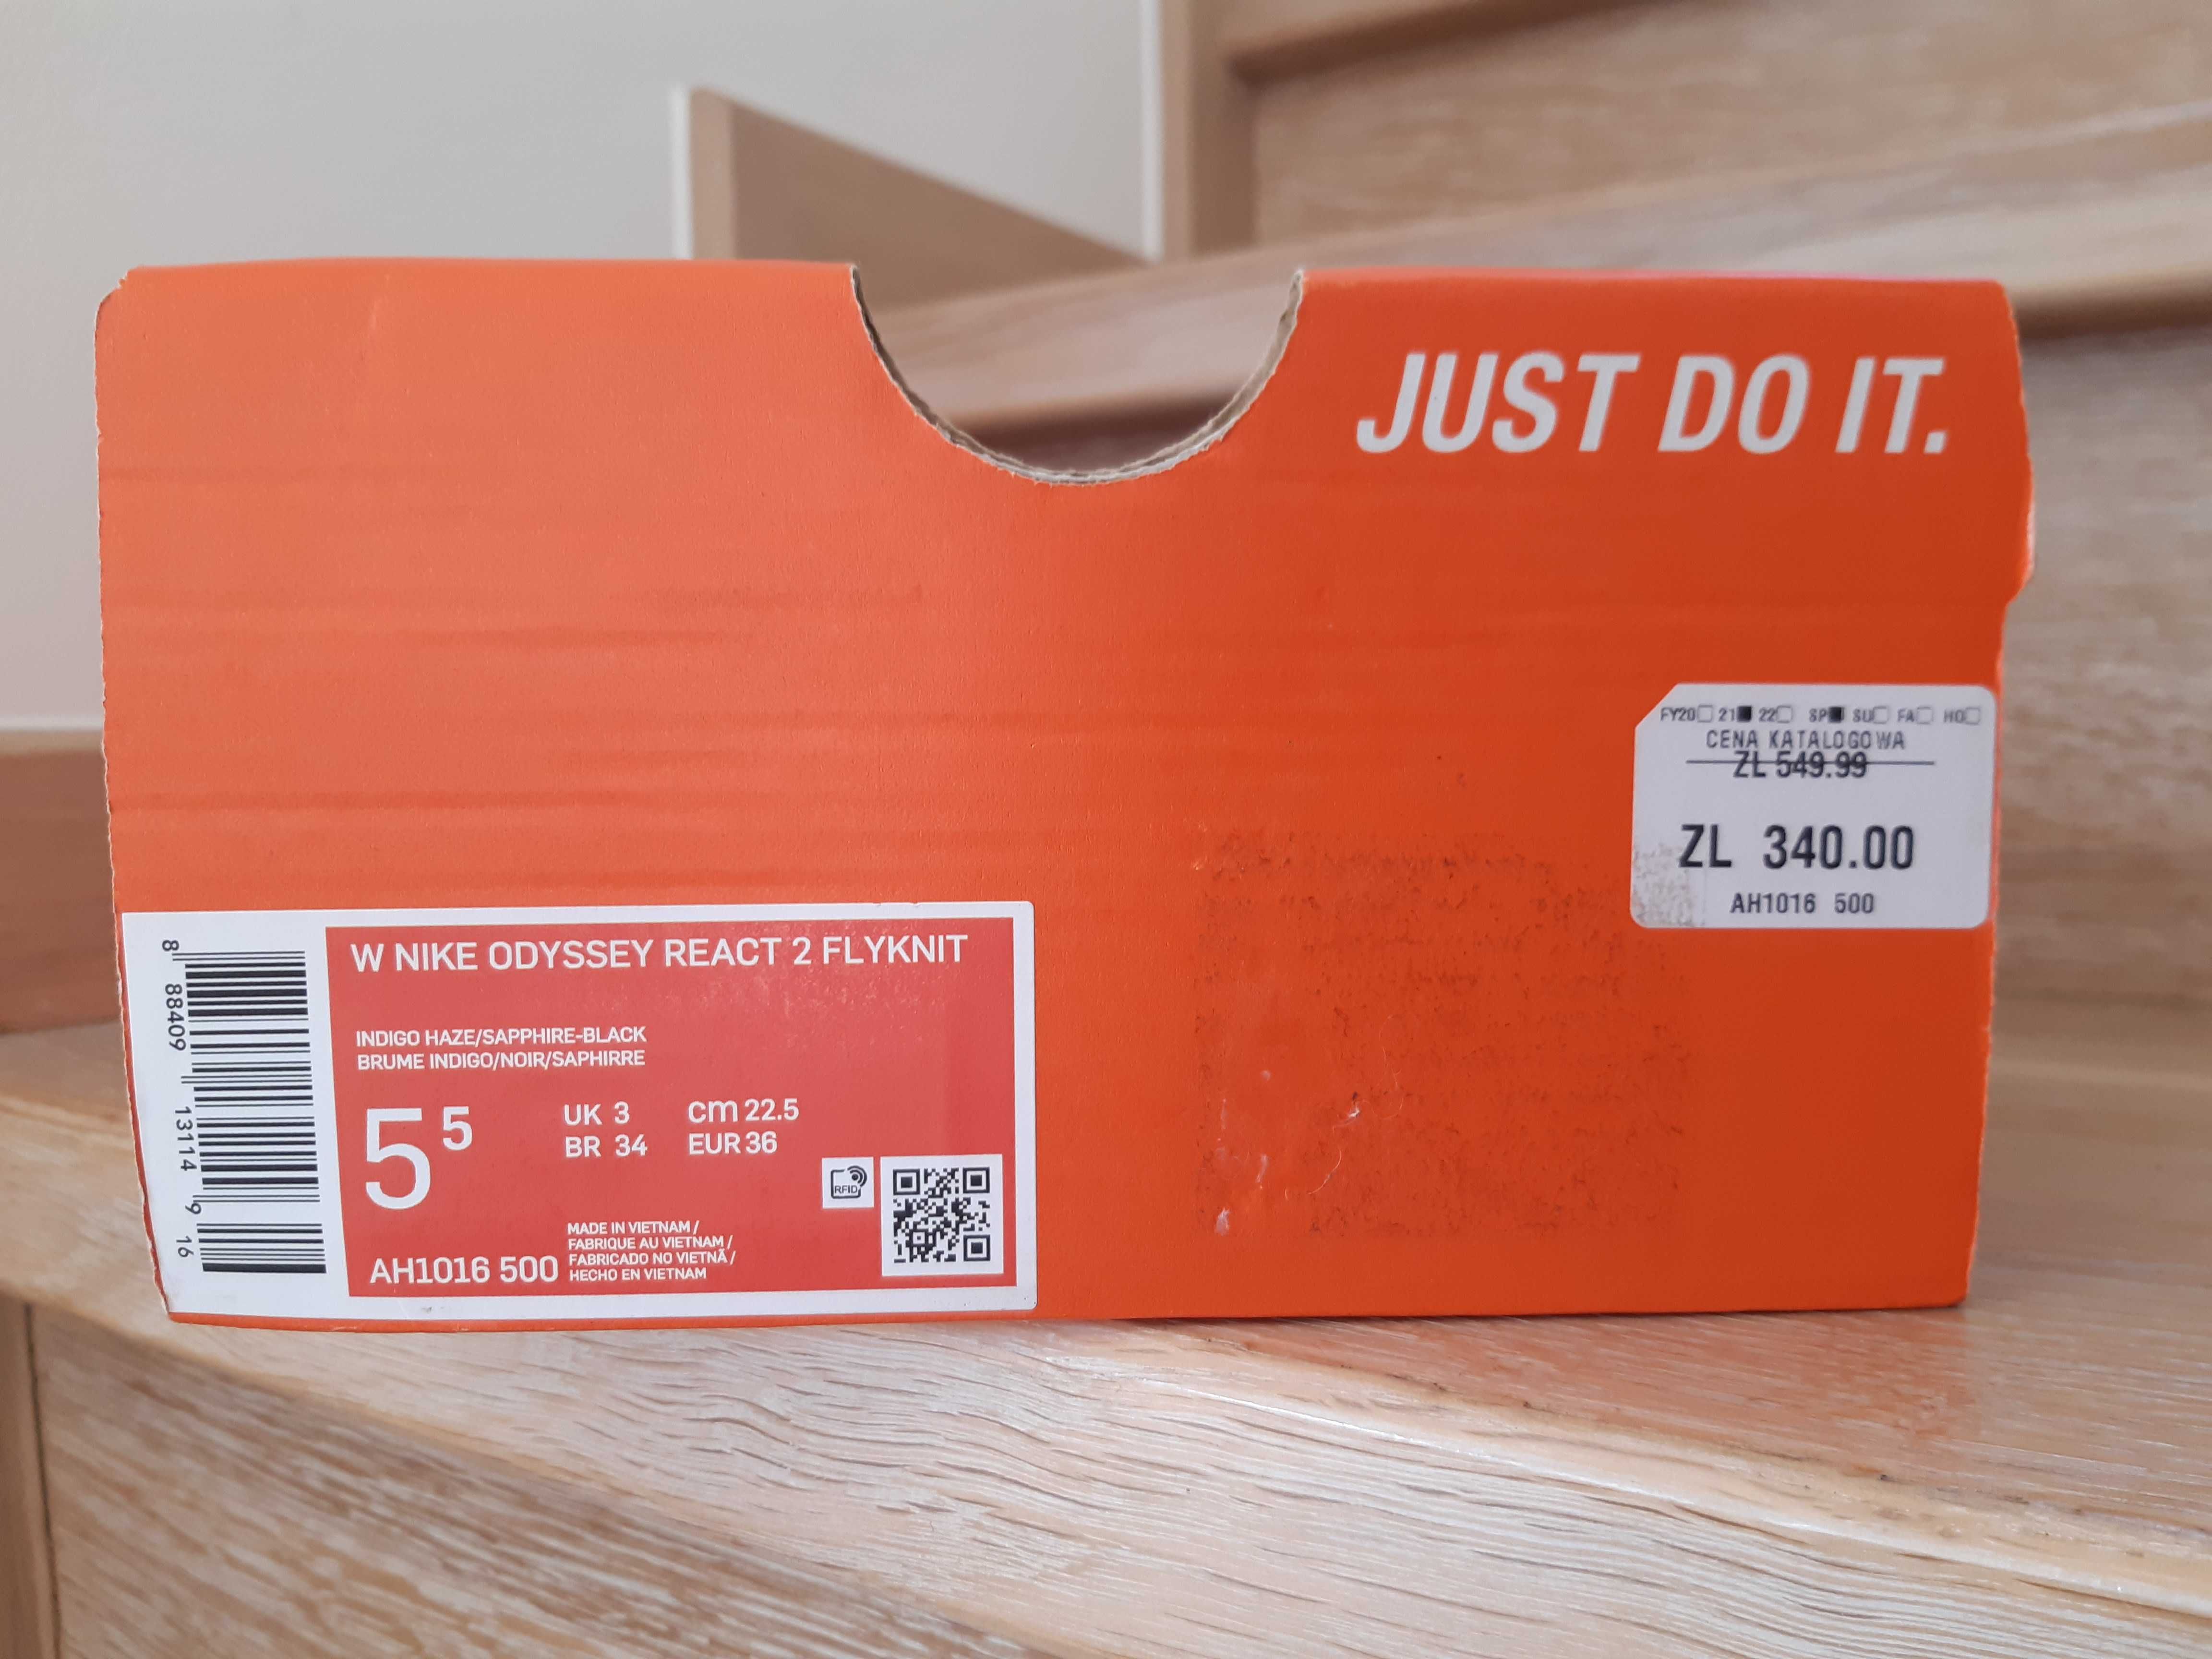 JUST DO IT.
FY20 21 22 SP SU FA HO
CENA KATALOGOWA
ZL 549.99
ZL 340.00
AH1016 500
W NIKE ODYSSEY REACT 2 FLYKNIT
INDIGO HAZE/SAPPHIRE-BLACK
BRUME INDIGO/NOIR/SAPHIRRE
5 5
UK 3 cm 22.5
BR 34 EUR 36
RFID
MADE IN VIETNAM /
FABRIQUE AU VIETNAM /
FABRICADO NO VIETNÃ /
HECHO EN VIETNAM
AH1016 500
8 88409 13114 9 16